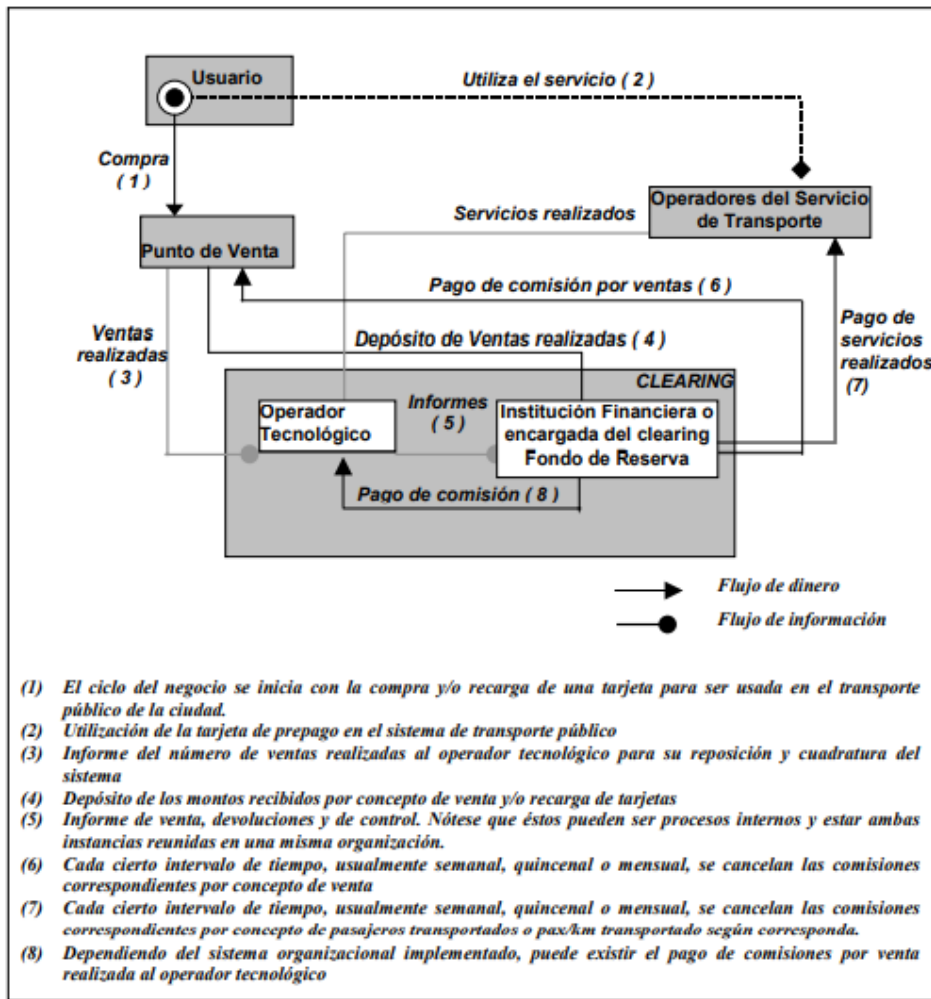 Usuario
Utiliza el servicio ( 2 )
Compra
( 1 )
Operadores del Servicio
de Transporte
Servicios realizados
Punto de Venta
Pago de comisión por ventas ( 6 )
Ventas
realizadas
( 3 )
Depósito de Ventas realizadas ( 4 )
Pago de
servicios
realizados
(7)
CLEARING
Operador
Tecnológico
Informes
( 5 )
Institución Financiera o
encargada del clearing
Fondo de Reserva
Pago de comisión ( 8 )
Flujo de dinero
Flujo de información
(1) El ciclo del negocio se inicia con la compra y/o recarga de una tarjeta para ser usada en el transporte
público de la ciudad.
(2) Utilización de la tarjeta de prepago en el sistema de transporte público
(3) Informe del número de ventas realizadas al operador tecnológico para su reposición y cuadratura del
sistema
(4) Depósito de los montos recibidos por concepto de venta y/o recarga de tarjetas
(5) Informe de venta, devoluciones y de control. Nótese que éstos pueden ser procesos internos y estar ambas
instancias reunidas en una misma organización.
(6) Cada cierto intervalo de tiempo, usualmente semanal, quincenal o mensual, se cancelan las comisiones
correspondientes por concepto de venta
(7) Cada cierto intervalo de tiempo, usualmente semanal, quincenal o mensual, se cancelan las comisiones
correspondientes por concepto de pasajeros transportados o pax/km transportado según corresponda.
(8) Dependiendo del sistema organizacional implementado, puede existir el pago de comisiones por venta
realizada al operador tecnológico